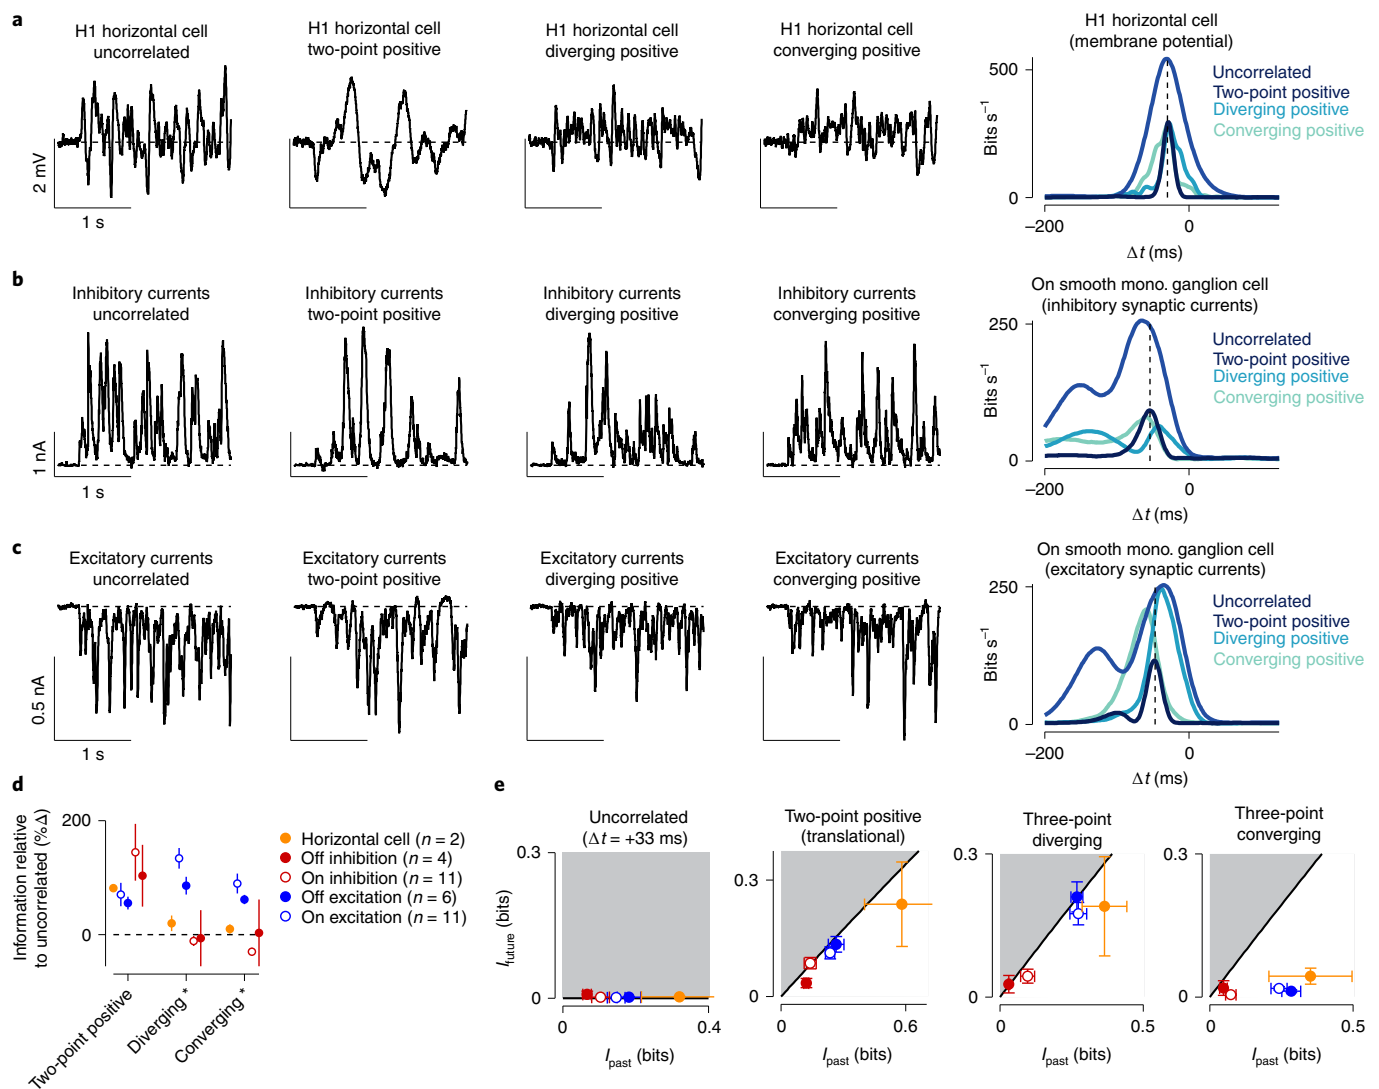 a
H1 horizontal cell
uncorrelated
H1 horizontal cell
two-point positive
H1 horizontal cell
diverging positive
H1 horizontal cell
converging positive
H1 horizontal cell
(membrane potential)
2 mV
1 s
500
0
Bits s⁻¹
Uncorrelated
Two-point positive
Diverging positive
Converging positive
–200
0
Δt (ms)
b
Inhibitory currents
uncorrelated
Inhibitory currents
two-point positive
Inhibitory currents
diverging positive
Inhibitory currents
converging positive
On smooth mono. ganglion cell
(inhibitory synaptic currents)
1 nA
1 s
250
0
Bits s⁻¹
Uncorrelated
Two-point positive
Diverging positive
Converging positive
–200
0
Δt (ms)
c
Excitatory currents
uncorrelated
Excitatory currents
two-point positive
Excitatory currents
diverging positive
Excitatory currents
converging positive
On smooth mono. ganglion cell
(excitatory synaptic currents)
0.5 nA
1 s
250
0
Bits s⁻¹
Uncorrelated
Two-point positive
Diverging positive
Converging positive
–200
0
Δt (ms)
d
Information relative
to uncorrelated (%Δ)
200
0
Two-point positive
Diverging *
Converging *
Horizontal cell (n = 2)
Off inhibition (n = 4)
On inhibition (n = 11)
Off excitation (n = 6)
On excitation (n = 11)
e
Uncorrelated
(Δt = +33 ms)
0.3
0
0
0.4
I future (bits)
I past (bits)
Two-point positive
(translational)
0.3
0
0
0.6
I past (bits)
Three-point
diverging
0.3
0
0
0.5
I past (bits)
Three-point
converging
0.3
0
0
0.5
I past (bits)